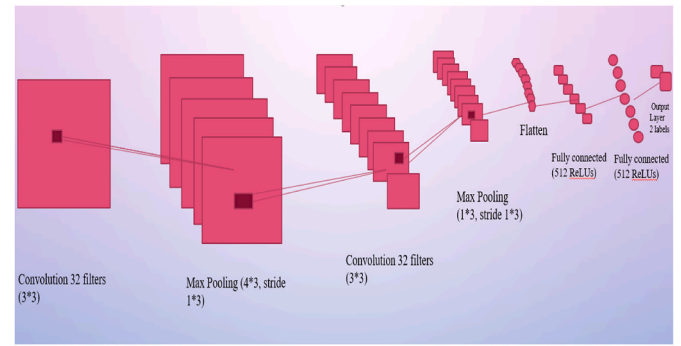 Convolution 32 filters
(3*3)
Max Pooling (4*3, stride
1*3)
Convolution 32 filters
(3*3)
Max Pooling
(1*3, stride 1*3)
Flatten
Fully connected
(512 ReLUs)
Fully connected
(512 ReLUs)
Output
Layer
2 labels